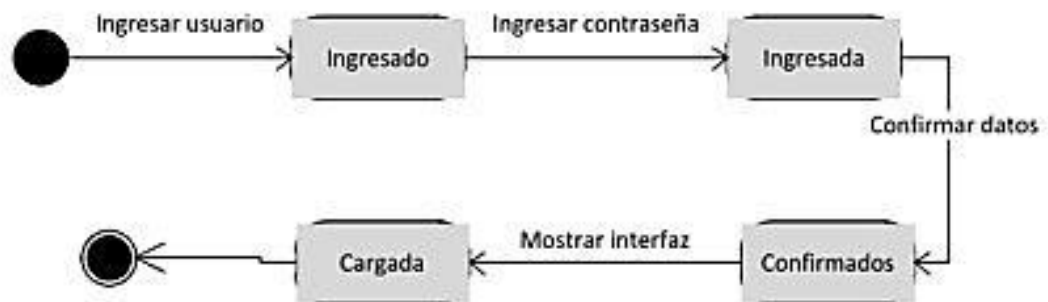 Ingresar usuario
Ingresado
Ingresar contraseña
Ingresada
Confirmar datos
Confirmados
Mostrar interfaz
Cargada